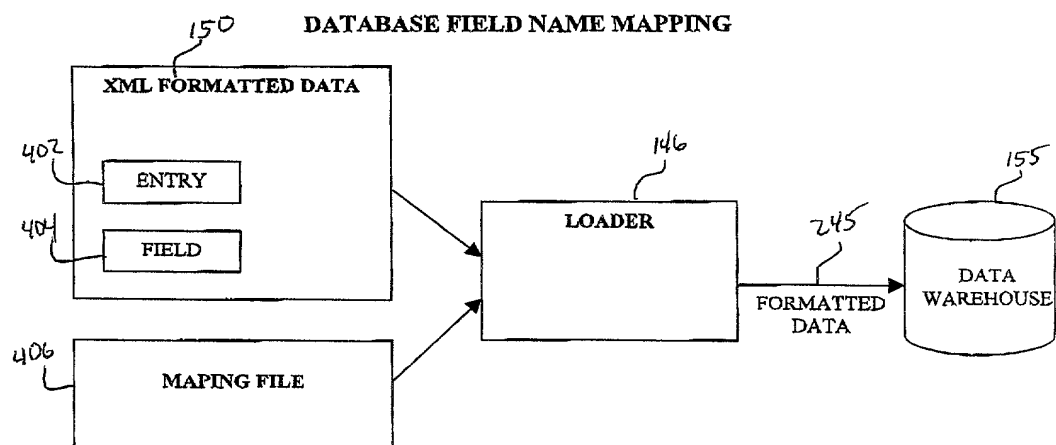 DATABASE FIELD NAME MAPPING
150
XML FORMATTED DATA
402
ENTRY
404
FIELD
146
LOADER
245
FORMATTED
DATA
155
DATA
WAREHOUSE
406
MAPING FILE